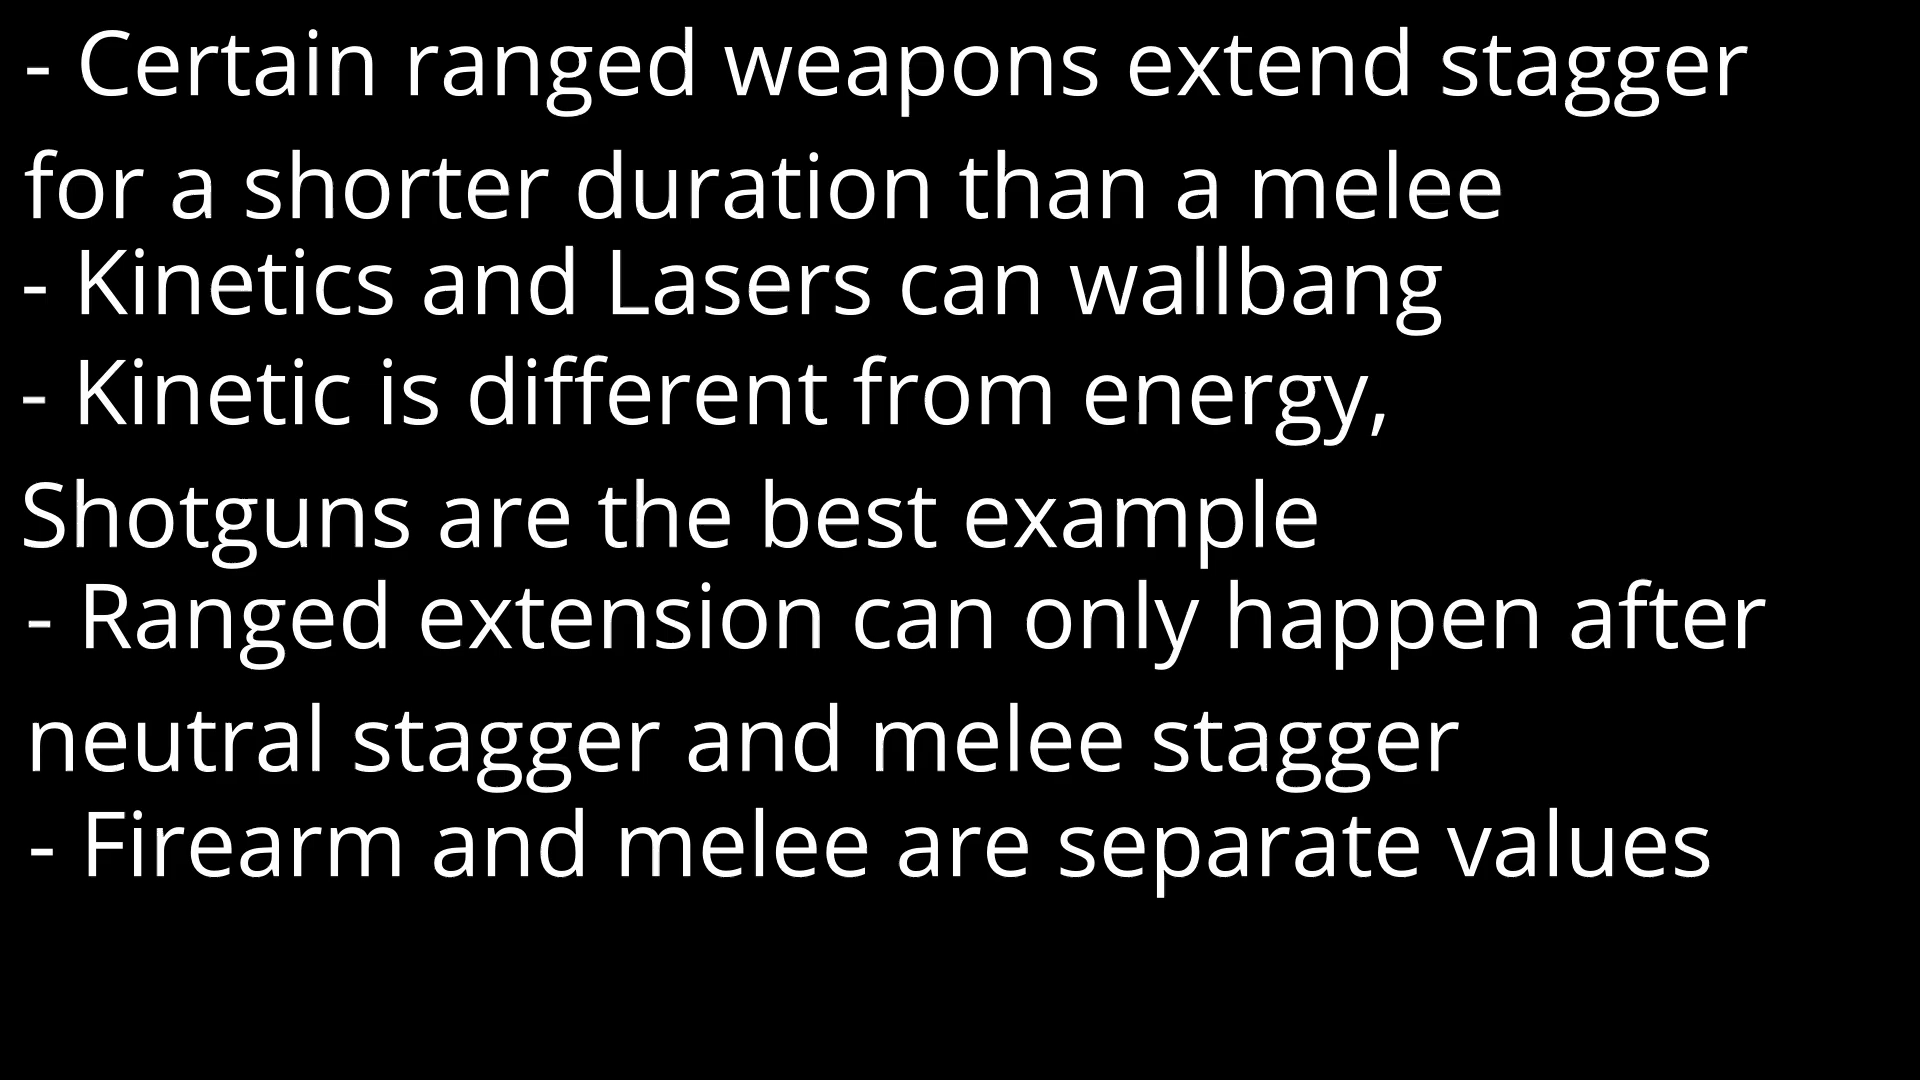 - Certain ranged weapons extend stagger
for a shorter duration than a melee
- Kinetics and Lasers can wallbang
- Kinetic is different from energy,
Shotguns are the best example
- Ranged extension can only happen after
neutral stagger and melee stagger
- Firearm and melee are separate values